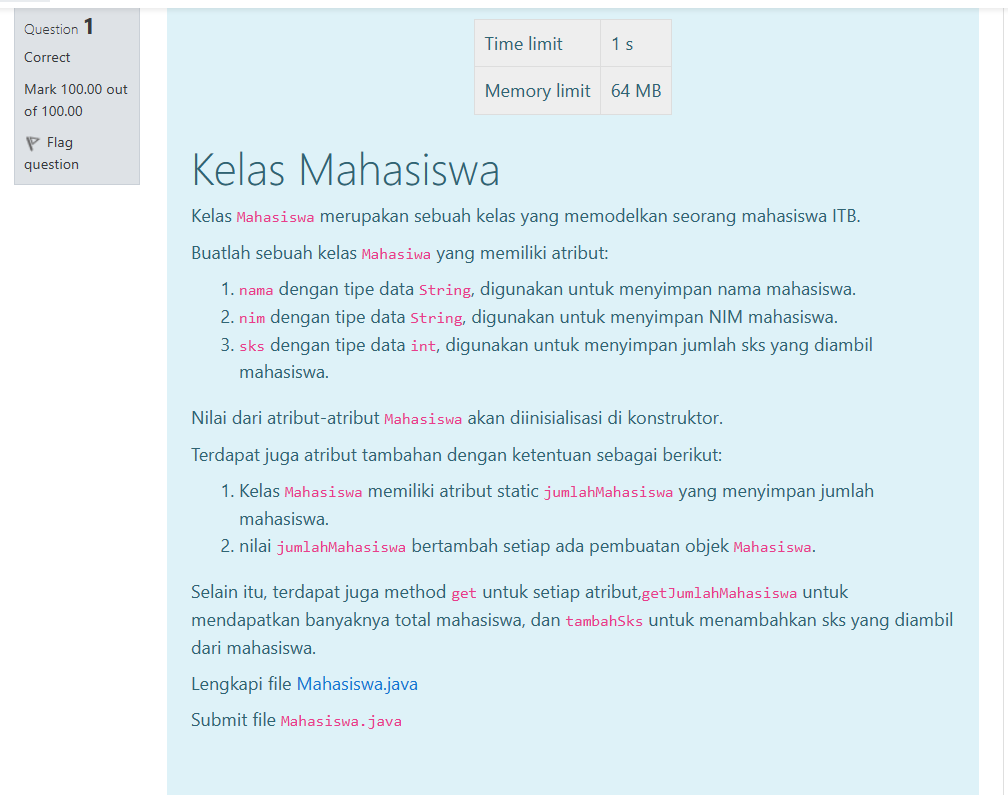 Question 1
Correct
Mark 100.00 out
of 100.00
Flag
question
Time limit 1 s
Memory limit 64 MB
Kelas Mahasiswa
Kelas Mahasiswa merupakan sebuah kelas yang memodelkan seorang mahasiswa ITB.
Buatlah sebuah kelas Mahasiwa yang memiliki atribut:
1. nama dengan tipe data String, digunakan untuk menyimpan nama mahasiswa.
2. nim dengan tipe data String, digunakan untuk menyimpan NIM mahasiswa.
3. sks dengan tipe data int, digunakan untuk menyimpan jumlah sks yang diambil
mahasiswa.
Nilai dari atribut-atribut Mahasiswa akan diinisialisasi di konstruktor.
Terdapat juga atribut tambahan dengan ketentuan sebagai berikut:
1. Kelas Mahasiswa memiliki atribut static jumlahMahasiswa yang menyimpan jumlah
mahasiswa.
2. nilai jumlahMahasiswa bertambah setiap ada pembuatan objek Mahasiswa.
Selain itu, terdapat juga method get untuk setiap atribut,getJumlahMahasiswa untuk
mendapatkan banyaknya total mahasiswa, dan tambahSks untuk menambahkan sks yang diambil
dari mahasiswa.
Lengkapi file Mahasiswa.java
Submit file Mahasiswa.java